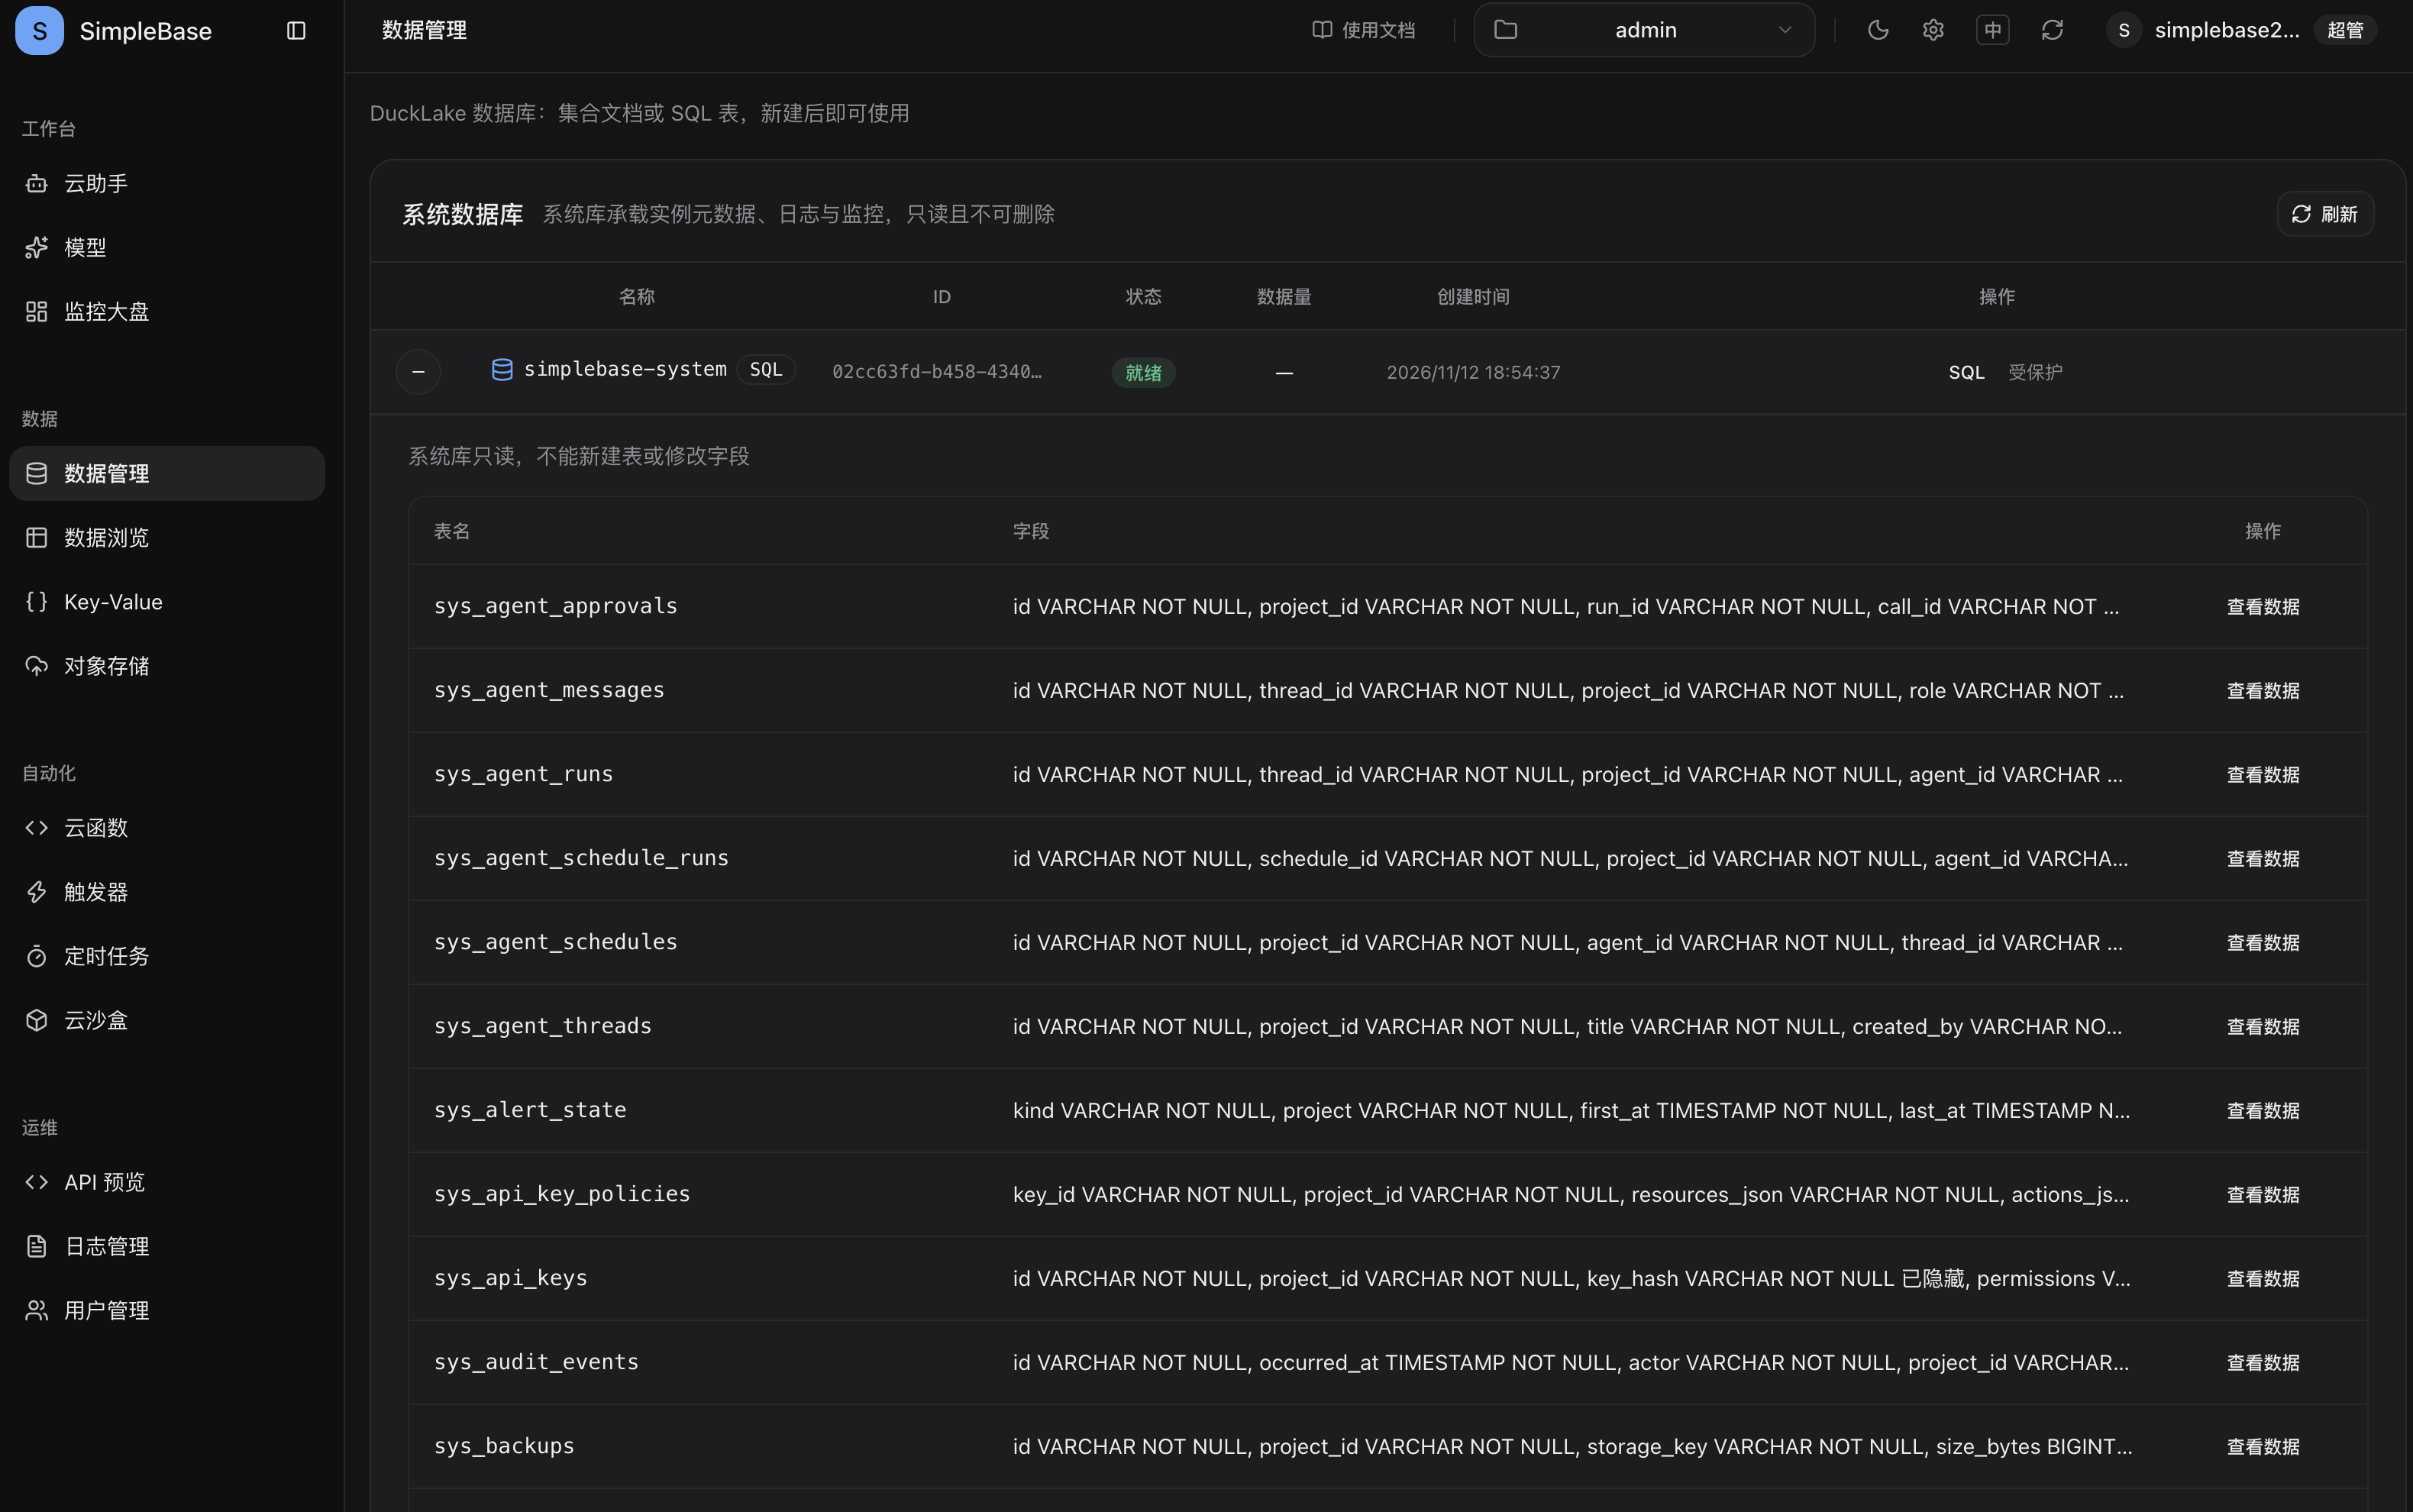 S SimpleBase
数据管理 使用文档 admin 中 S simplebase2... 超管
工作台
云助手
模型
监控大盘
数据
数据管理
数据浏览
Key-Value
对象存储
自动化
云函数
触发器
定时任务
云沙盒
运维
API 预览
日志管理
用户管理
DuckLake 数据库：集合文档或 SQL 表，新建后即可使用
系统数据库 系统库承载实例元数据、日志与监控，只读且不可删除 刷新
名称 ID 状态 数据量 创建时间 操作
simplebase-system SQL 02cc63fd-b458-4340… 就绪 — 2026/11/12 18:54:37 SQL 受保护
系统库只读，不能新建表或修改字段
表名 字段 操作
sys_agent_approvals id VARCHAR NOT NULL, project_id VARCHAR NOT NULL, run_id VARCHAR NOT NULL, call_id VARCHAR NOT ... 查看数据
sys_agent_messages id VARCHAR NOT NULL, thread_id VARCHAR NOT NULL, project_id VARCHAR NOT NULL, role VARCHAR NOT ... 查看数据
sys_agent_runs id VARCHAR NOT NULL, thread_id VARCHAR NOT NULL, project_id VARCHAR NOT NULL, agent_id VARCHAR ... 查看数据
sys_agent_schedule_runs id VARCHAR NOT NULL, schedule_id VARCHAR NOT NULL, project_id VARCHAR NOT NULL, agent_id VARCHA... 查看数据
sys_agent_schedules id VARCHAR NOT NULL, project_id VARCHAR NOT NULL, agent_id VARCHAR NOT NULL, thread_id VARCHAR ... 查看数据
sys_agent_threads id VARCHAR NOT NULL, project_id VARCHAR NOT NULL, title VARCHAR NOT NULL, created_by VARCHAR NO... 查看数据
sys_alert_state kind VARCHAR NOT NULL, project VARCHAR NOT NULL, first_at TIMESTAMP NOT NULL, last_at TIMESTAMP N... 查看数据
sys_api_key_policies key_id VARCHAR NOT NULL, project_id VARCHAR NOT NULL, resources_json VARCHAR NOT NULL, actions_js... 查看数据
sys_api_keys id VARCHAR NOT NULL, project_id VARCHAR NOT NULL, key_hash VARCHAR NOT NULL 已隐藏, permissions V... 查看数据
sys_audit_events id VARCHAR NOT NULL, occurred_at TIMESTAMP NOT NULL, actor VARCHAR NOT NULL, project_id VARCHAR... 查看数据
sys_backups id VARCHAR NOT NULL, project_id VARCHAR NOT NULL, storage_key VARCHAR NOT NULL, size_bytes BIGINT... 查看数据